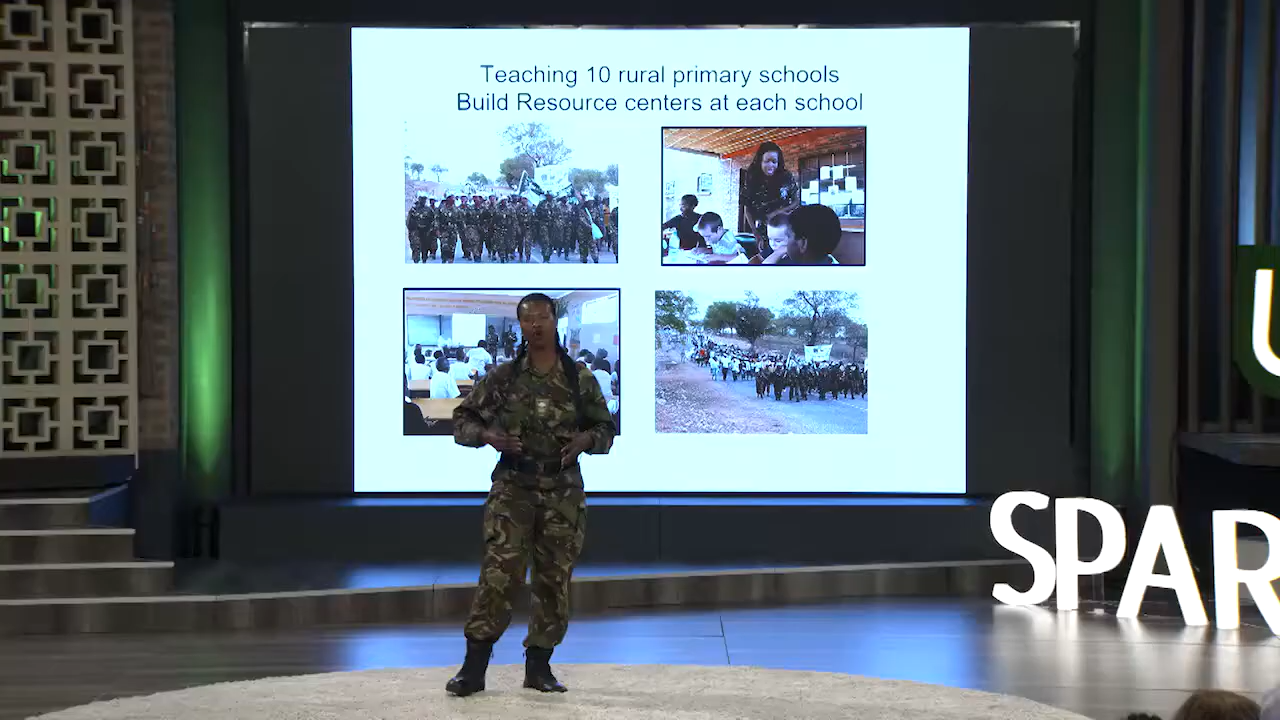 Teaching 10 rural primary schools
Build Resource centers at each school
U
SPAR